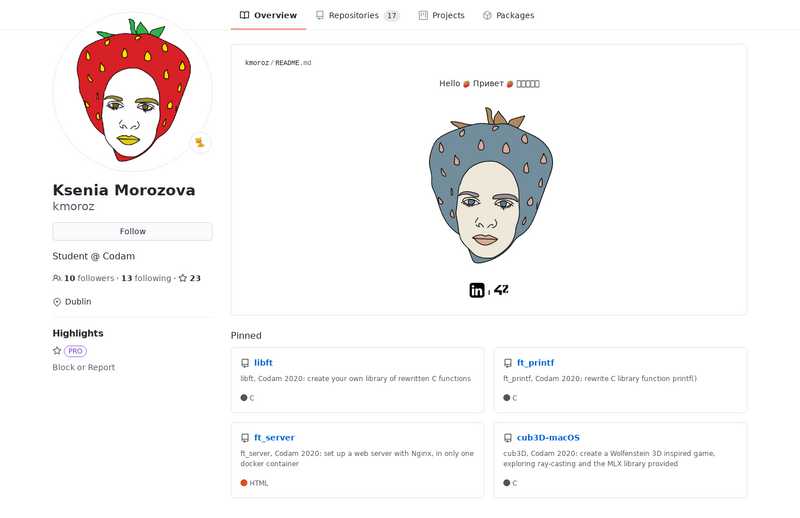 Overview
Repositories 17
Projects
Packages
Ksenia Morozova
kmoroz
Follow
Student @ Codam
10 followers · 13 following · 23
Dublin
Highlights
PRO
Block or Report
kmoroz/README.md
Hello 🍓 Привет 🍓
in , 42
Pinned
libft
libft, Codam 2020: create your own library of rewritten C functions
C
ft_printf
ft_printf, Codam 2020: rewrite C library function printf()
C
ft_server
ft_server, Codam 2020: set up a web server with Nginx, in only one
docker container
HTML
cub3D-macOS
cub3D, Codam 2020: create a Wolfenstein 3D inspired game,
exploring ray-casting and the MLX library provided
C